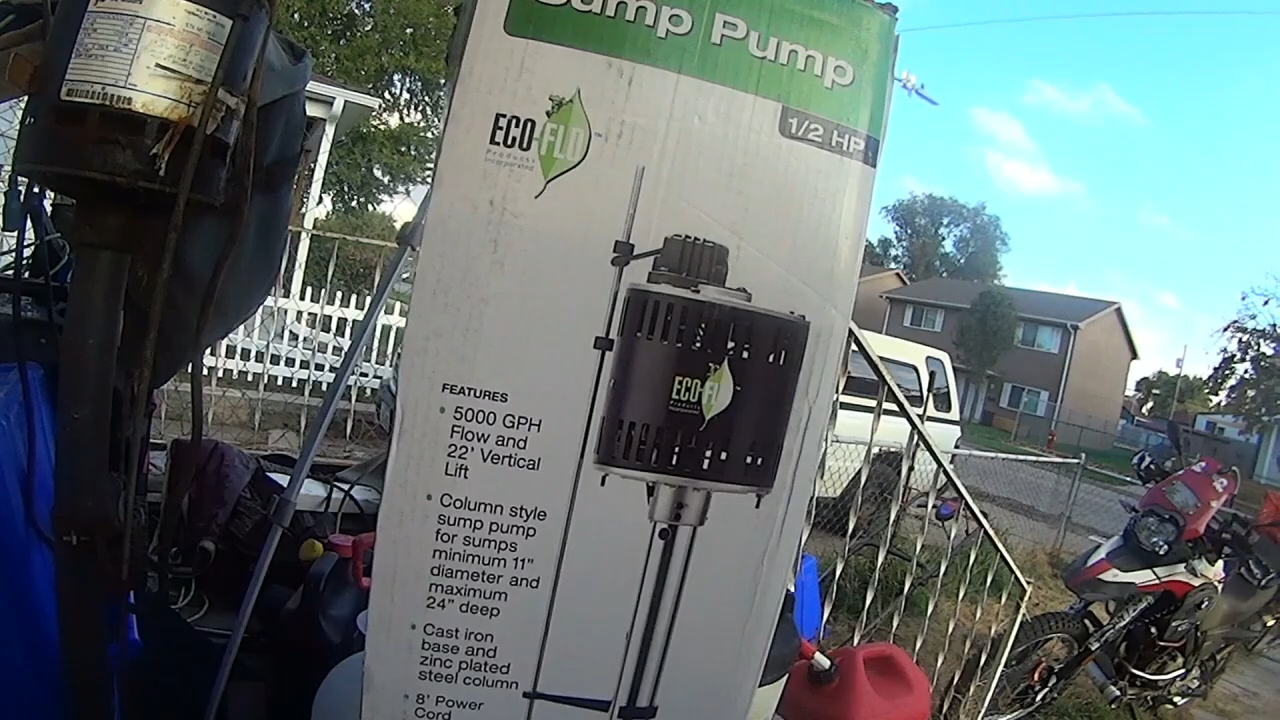 Sump Pump
1/2 HP
ECO-FLO
Products
Incorporated
ECO-FLO
Products
Incorporated
FEATURES
• 5000 GPH
Flow and
22' Vertical
Lift
• Column style
sump pump
for sumps
minimum 11"
diameter and
maximum
24" deep
• Cast iron
base and
zinc plated
steel column
• 8' Power
Cord